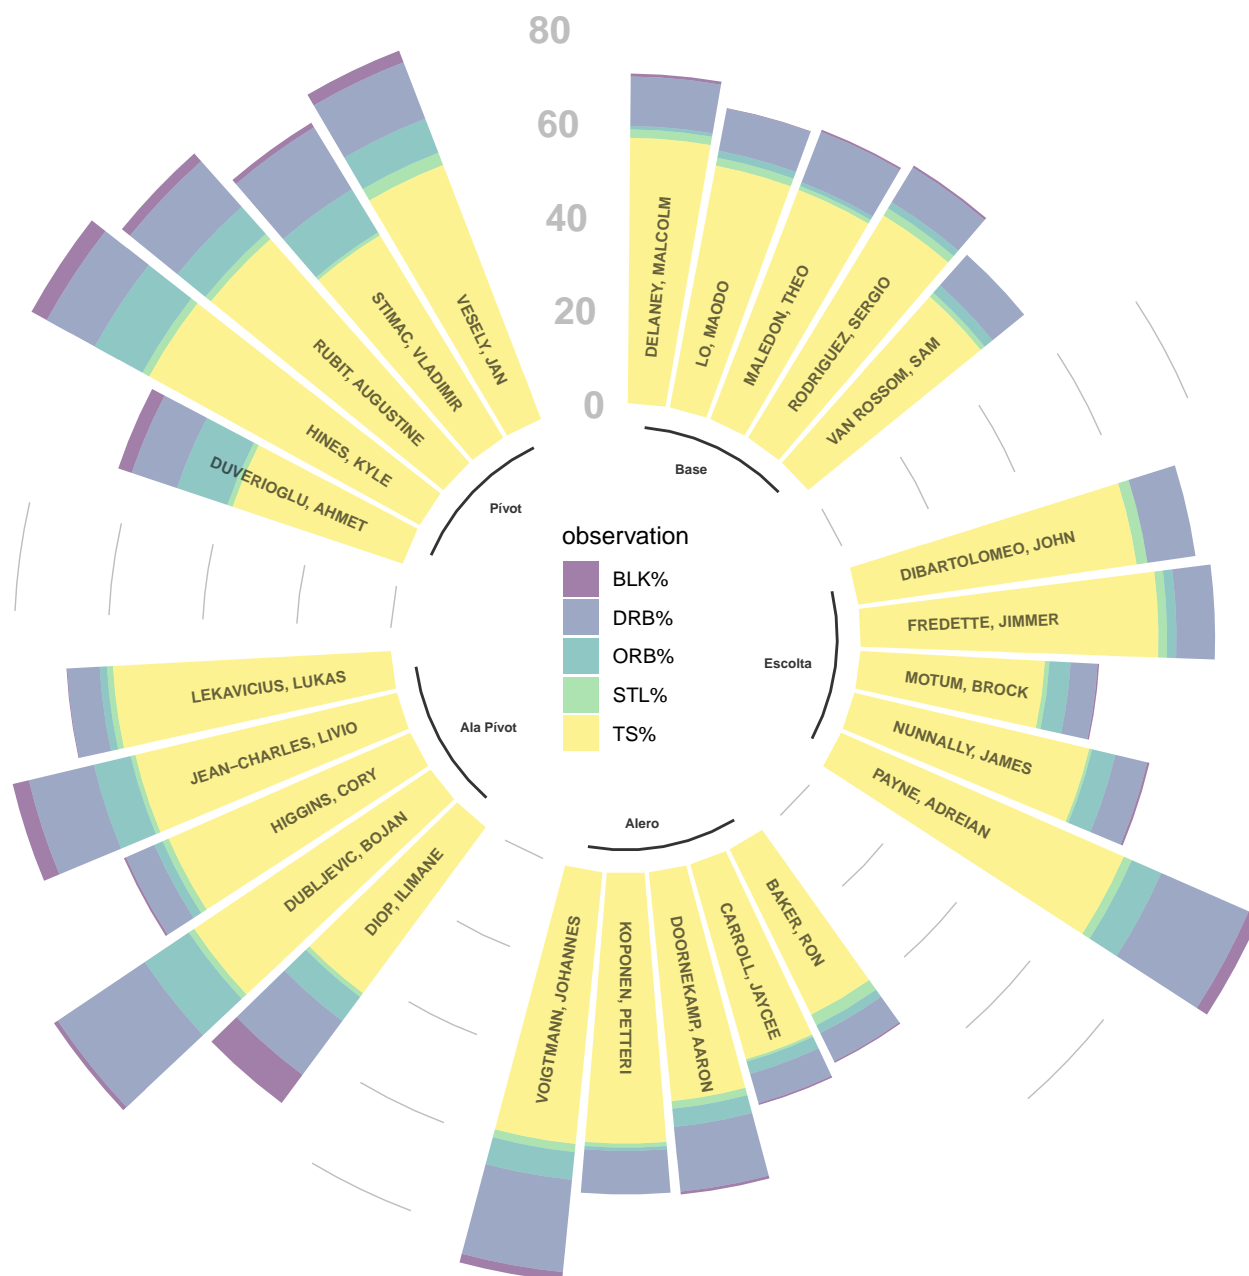 80
60
40
20
0
DELANEY, MALCOLM
LO, MAODO
MALEDON, THEO
RODRIGUEZ, SERGIO
VAN ROSSOM, SAM
DIBARTOLOMEO, JOHN
FREDETTE, JIMMER
MOTUM, BROCK
NUNNALLY, JAMES
PAYNE, ADREIAN
BAKER, RON
CARROLL, JAYCEE
DOORNEKAMP, AARON
KOPONEN, PETTERI
VOIGTMANN, JOHANNES
DIOP, ILIMANE
DUBLJEVIC, BOJAN
HIGGINS, CORY
JEAN–CHARLES, LIVIO
LEKAVICIUS, LUKAS
DUVERIOGLU, AHMET
HINES, KYLE
RUBIT, AUGUSTINE
STIMAC, VLADIMIR
VESELY, JAN
Base
Escolta
Alero
Ala Pívot
Pívot
observation
BLK%
DRB%
ORB%
STL%
TS%